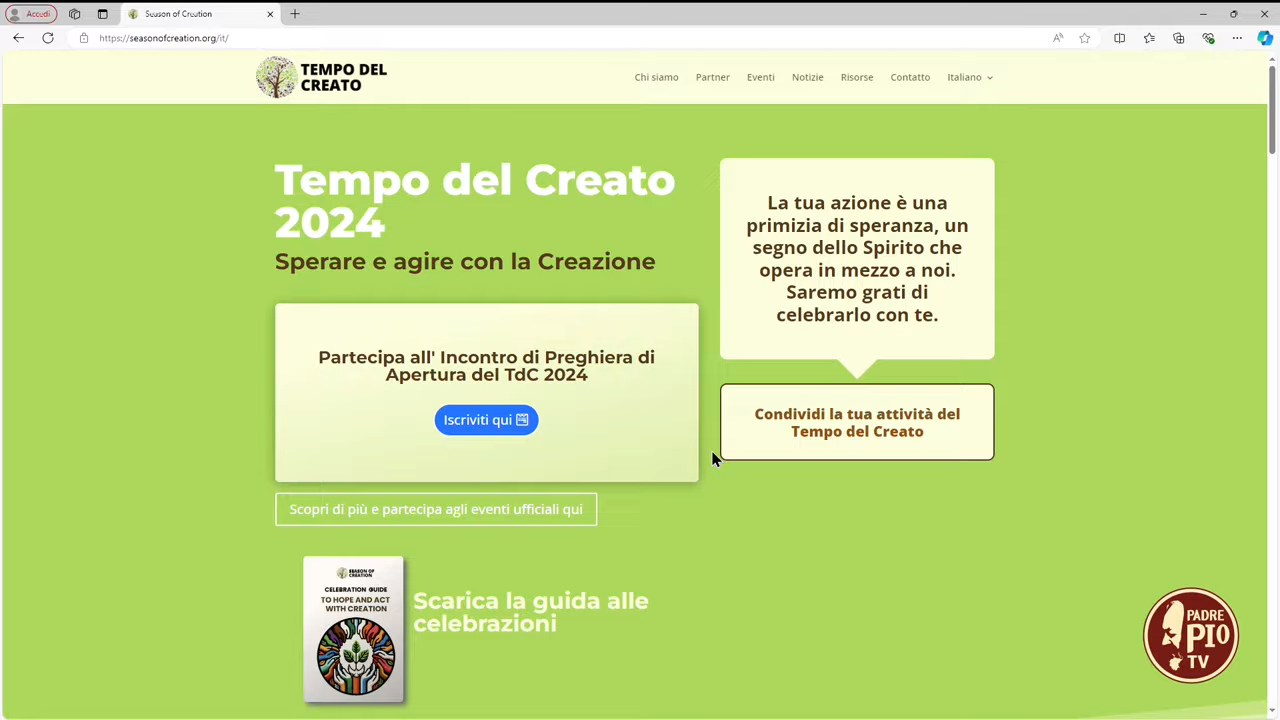 Accedi
Season of Creation
https://seasonofcreation.org/it/
TEMPO DEL
CREATO
Chi siamo
Partner
Eventi
Notizie
Risorse
Contatto
Italiano
Tempo del Creato
2024
Sperare e agire con la Creazione
Partecipa all' Incontro di Preghiera di
Apertura del TdC 2024
Iscriviti qui
Scopri di più e partecipa agli eventi ufficiali qui
La tua azione è una
primizia di speranza, un
segno dello Spirito che
opera in mezzo a noi.
Saremo grati di
celebrarlo con te.
Condividi la tua attività del
Tempo del Creato
SEASON OF
CREATION
CELEBRATION GUIDE
TO HOPE AND ACT
WITH CREATION
Scarica la guida alle
celebrazioni
PADRE
PIO
TV